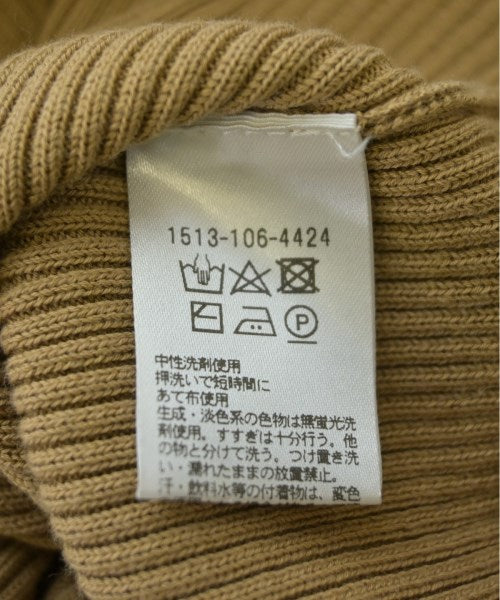 1513-106-4424
P
中性洗剤使用
押洗いで短時間に
あて布使用
生成・淡色系の色物は無蛍光洗
剤使用。すすぎは十分行う。他
の物と分けて洗う。つけ置き洗
い・濡れたままの放置禁止。
汗・飲料水等の付着物は、変色